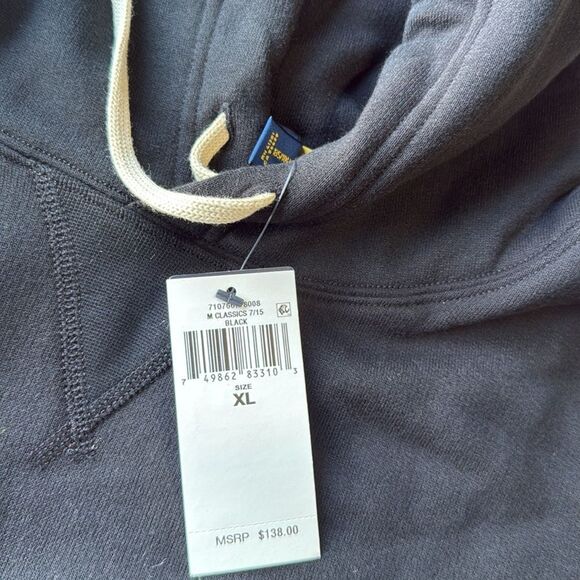 M CLASSICS 7/15
BLACK
7 49862 83310 3
SIZE
XL
MSRP $138.00